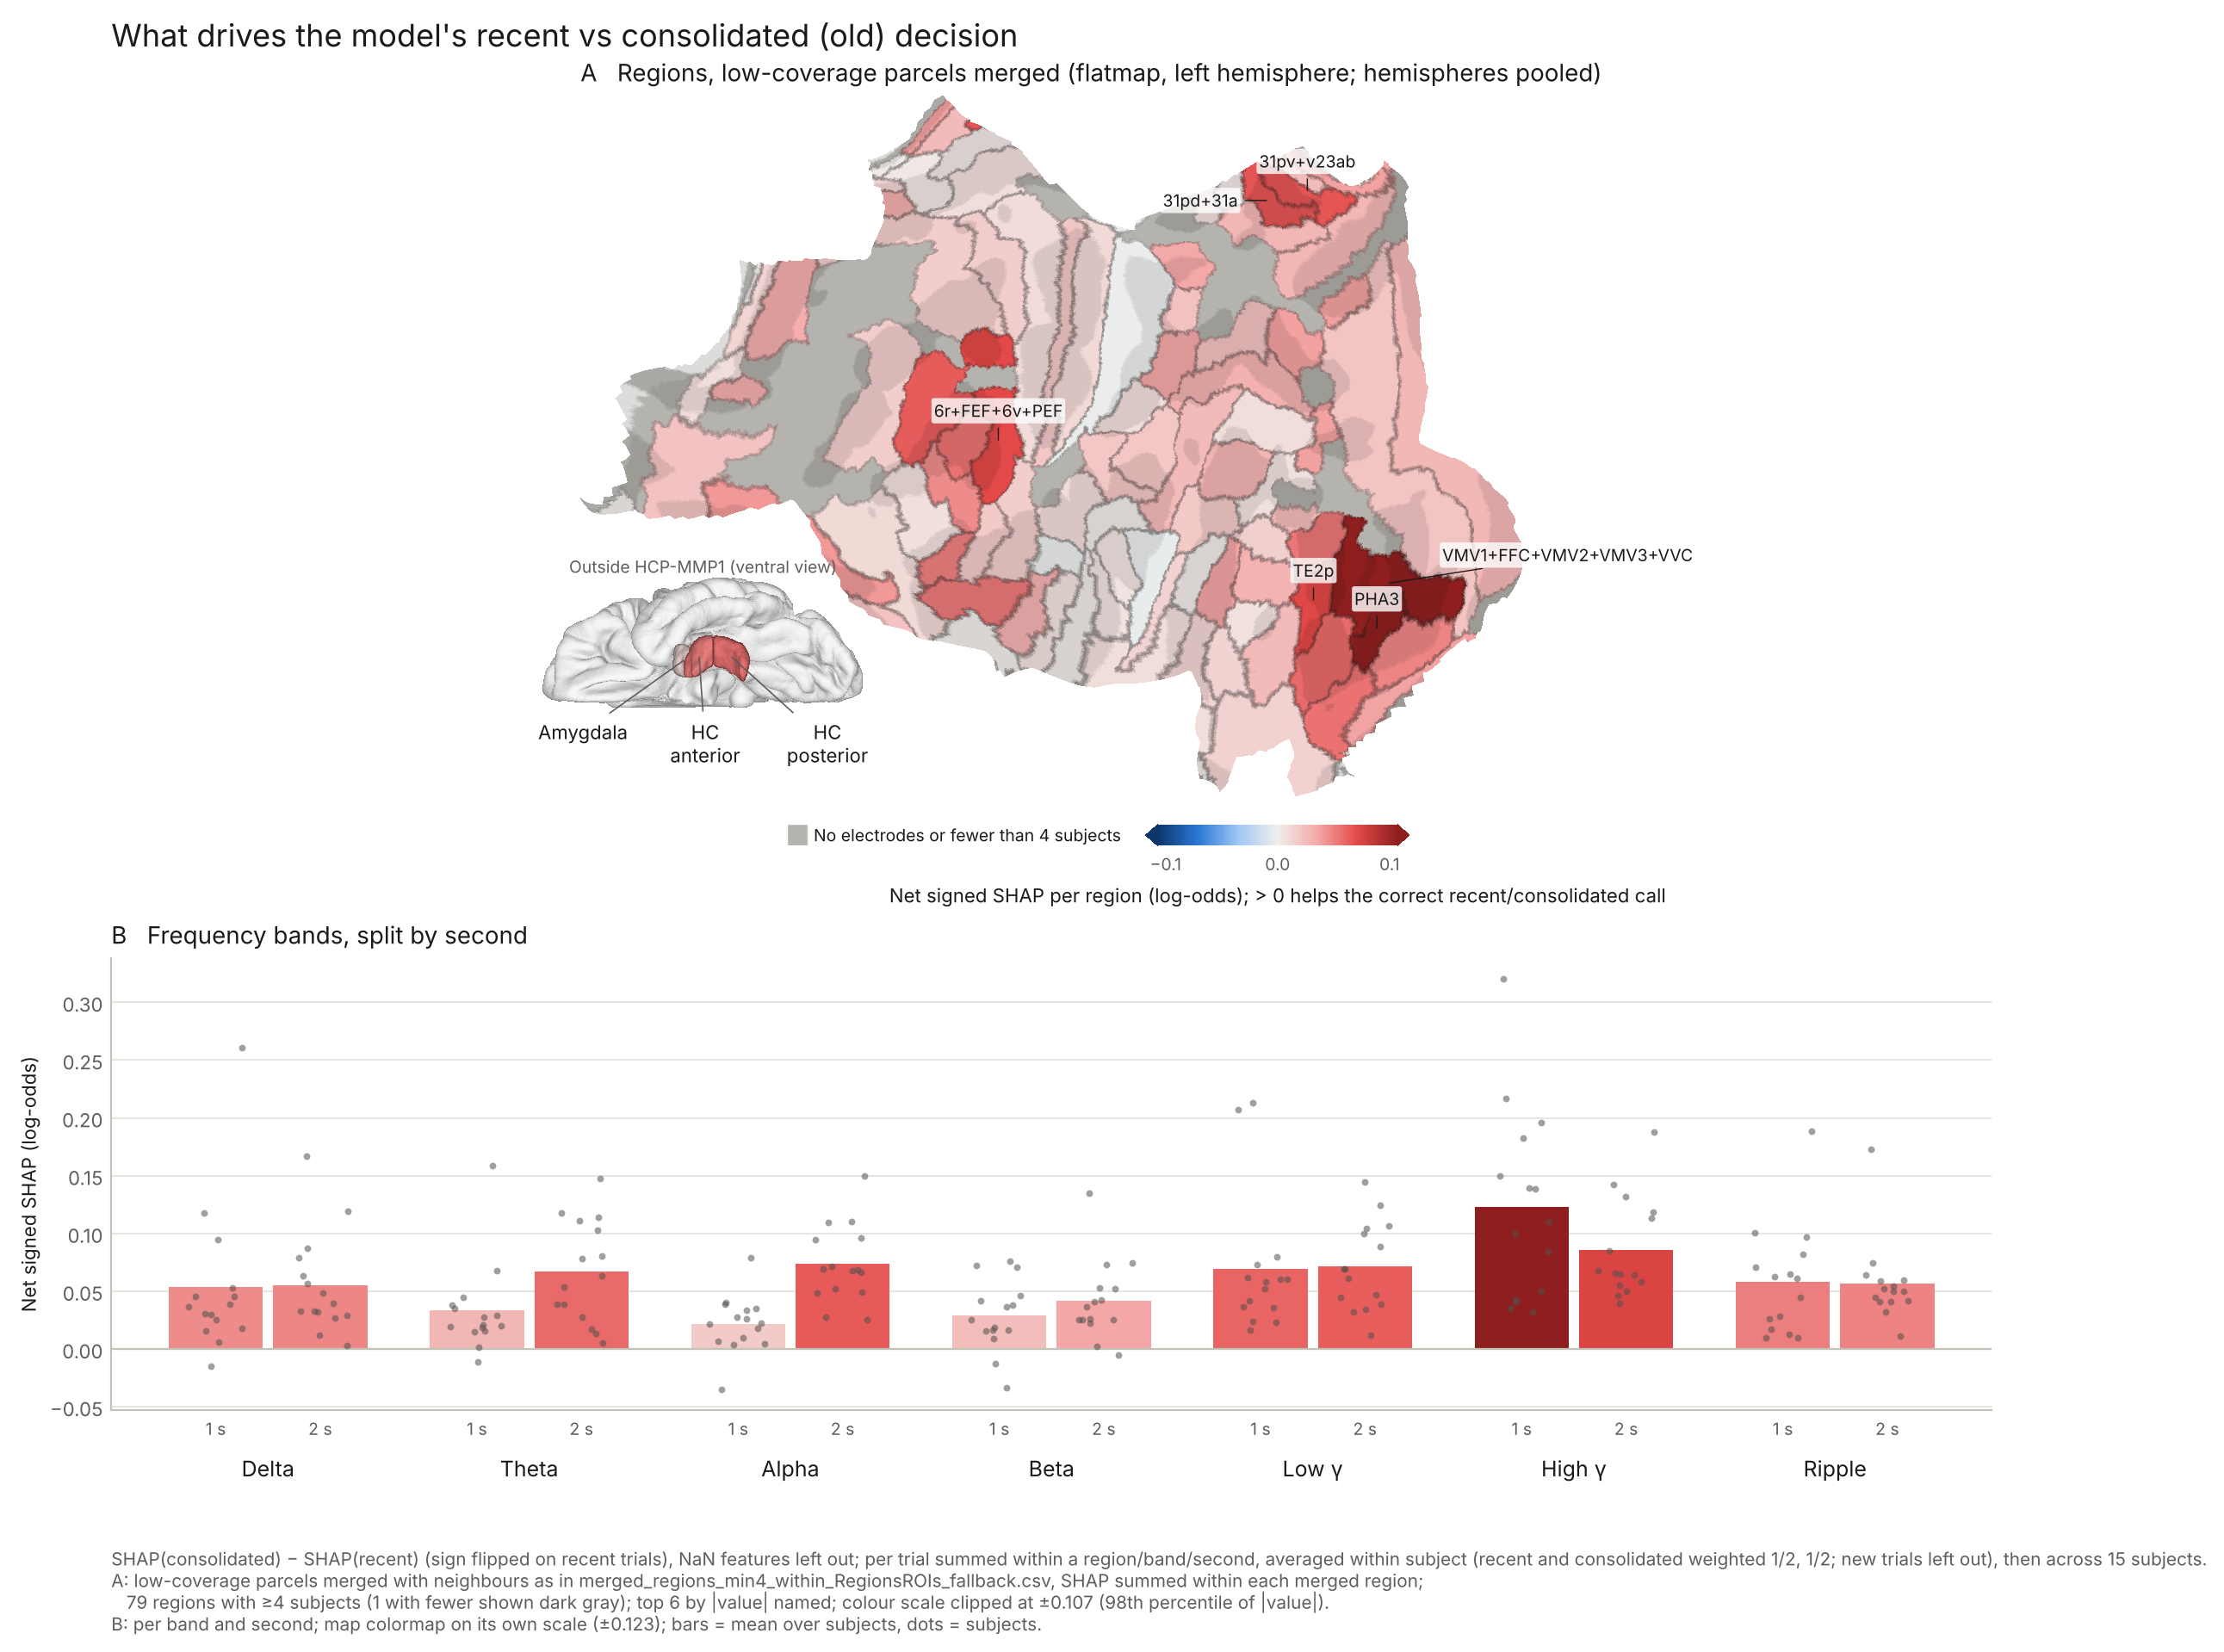 What drives the model's recent vs consolidated (old) decision
A Regions, low-coverage parcels merged (flatmap, left hemisphere; hemispheres pooled)
31pv+v23ab
31pd+31a
6r+FEF+6v+PEF
VMV1+FFC+VMV2+VMV3+VVC
TE2p
PHA3
Outside HCP-MMP1 (ventral view)
Amygdala
HC anterior
HC posterior
No electrodes or fewer than 4 subjects
−0.1 0.0 0.1
Net signed SHAP per region (log-odds); > 0 helps the correct recent/consolidated call
B Frequency bands, split by second
Net signed SHAP (log-odds)
0.30
0.25
0.20
0.15
0.10
0.05
0.00
−0.05
1 s 2 s 1 s 2 s 1 s 2 s 1 s 2 s 1 s 2 s 1 s 2 s 1 s 2 s
Delta Theta Alpha Beta Low γ High γ Ripple
SHAP(consolidated) − SHAP(recent) (sign flipped on recent trials), NaN features left out; per trial summed within a region/band/second, averaged within subject (recent and consolidated weighted 1/2, 1/2; new trials left out), then across 15 subjects.
A: low-coverage parcels merged with neighbours as in merged_regions_min4_within_RegionsROIs_fallback.csv, SHAP summed within each merged region;
79 regions with ≥4 subjects (1 with fewer shown dark gray); top 6 by |value| named; colour scale clipped at ±0.107 (98th percentile of |value|).
B: per band and second; map colormap on its own scale (±0.123); bars = mean over subjects, dots = subjects.